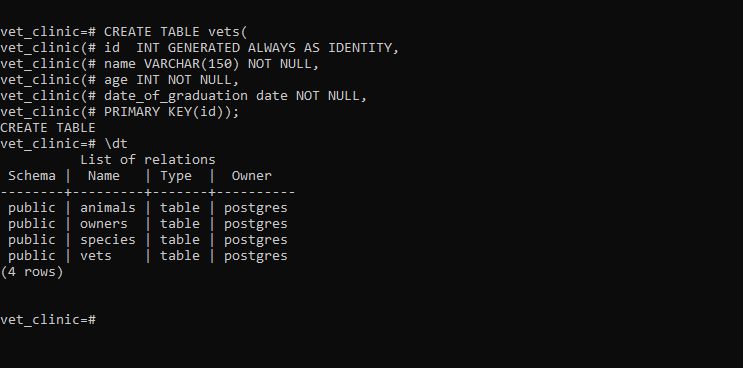 vet_clinic=# CREATE TABLE vets(
vet_clinic(# id  INT GENERATED ALWAYS AS IDENTITY,
vet_clinic(# name VARCHAR(150) NOT NULL,
vet_clinic(# age INT NOT NULL,
vet_clinic(# date_of_graduation date NOT NULL,
vet_clinic(# PRIMARY KEY(id));
CREATE TABLE
vet_clinic=# \dt
          List of relations
 Schema |  Name   | Type  |  Owner
--------+---------+-------+----------
 public | animals | table | postgres
 public | owners  | table | postgres
 public | species | table | postgres
 public | vets    | table | postgres
(4 rows)
vet_clinic=#